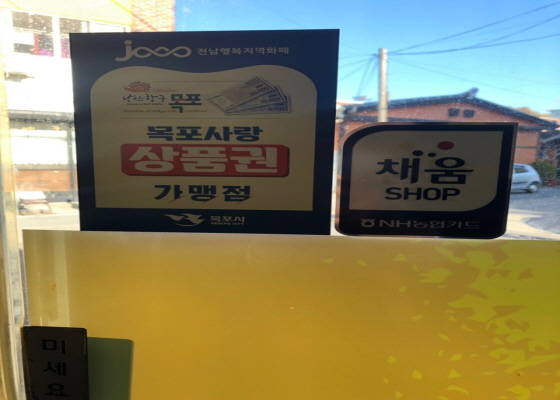 전남행복지역화폐
낭만항구 목포
목포사랑
상품권
가맹점
목포시
채움
SHOP
NH농협카드
미세요